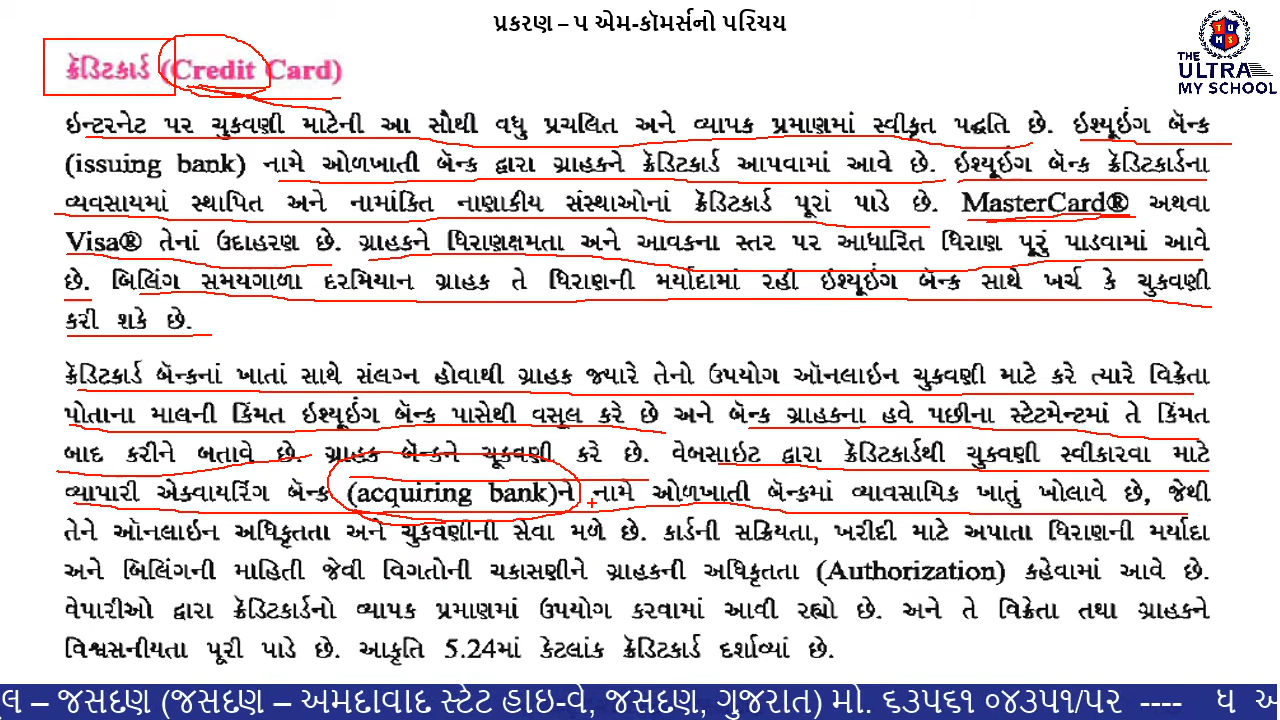 પ્રકરણ – ૫ એમ-કૉમર્સનો પરિચય
THE
ULTRA
MY SCHOOL
ક્રૅડિટકાર્ડ (Credit Card)
ઇન્ટરનેટ પર ચુકવણી માટેની આ સૌથી વધુ પ્રચલિત અને વ્યાપક પ્રમાણમાં સ્વીકૃત પદ્ધતિ છે. ઇશ્યૂઇંગ બૅન્ક
(issuing bank) નામે ઓળખાતી બૅન્ક દ્વારા ગ્રાહકને ક્રૅડિટકાર્ડ આપવામાં આવે છે. ઇશ્યૂઇંગ બૅન્ક ક્રૅડિટકાર્ડના
વ્યવસાયમાં સ્થાપિત અને નામાંકિત નાણાકીય સંસ્થાઓનાં ક્રૅડિટકાર્ડ પૂરાં પાડે છે. MasterCard® અથવા
Visa® તેનાં ઉદાહરણ છે. ગ્રાહકને ધિરાણક્ષમતા અને આવકના સ્તર પર આધારિત ધિરાણ પૂરું પાડવામાં આવે
છે. બિલિંગ સમયગાળા દરમિયાન ગ્રાહક તે ધિરાણની મર્યાદામાં રહી ઇશ્યૂઇંગ બૅન્ક સાથે ખર્ચ કે ચુકવણી
કરી શકે છે.
ક્રૅડિટકાર્ડ બૅન્કનાં ખાતાં સાથે સંલગ્ન હોવાથી ગ્રાહક જ્યારે તેનો ઉપયોગ ઑનલાઇન ચુકવણી માટે કરે ત્યારે વિક્રેતા
પોતાના માલની કિંમત ઇશ્યૂઇંગ બૅન્ક પાસેથી વસૂલ કરે છે અને બૅન્ક ગ્રાહકના હવે પછીના સ્ટેટમેન્ટમાં તે કિંમત
બાદ કરીને બતાવે છે. ગ્રાહક બૅન્કને ચૂકવણી કરે છે. વેબસાઇટ દ્વારા ક્રૅડિટકાર્ડથી ચુકવણી સ્વીકારવા માટે
વ્યાપારી એક્વાયરિંગ બૅન્ક (acquiring bank)ને નામે ઓળખાતી બૅન્કમાં વ્યાવસાયિક ખાતું ખોલાવે છે, જેથી
તેને ઑનલાઇન અધિકૃતતા અને ચુકવણીની સેવા મળે છે. કાર્ડની સક્રિયતા, ખરીદી માટે અપાતા ધિરાણની મર્યાદા
અને બિલિંગની માહિતી જેવી વિગતોની ચકાસણીને ગ્રાહકની અધિકૃતતા (Authorization) કહેવામાં આવે છે.
વેપારીઓ દ્વારા ક્રૅડિટકાર્ડનો વ્યાપક પ્રમાણમાં ઉપયોગ કરવામાં આવી રહ્યો છે. અને તે વિક્રેતા તથા ગ્રાહકને
વિશ્વસનીયતા પૂરી પાડે છે. આકૃતિ 5.24માં કેટલાંક ક્રૅડિટકાર્ડ દર્શાવ્યાં છે.
લ – જસદણ (જસદણ – અમદાવાદ સ્ટેટ હાઇ-વે, જસદણ, ગુજરાત) મો. ૬૩૫૬૧ ૦૪૩૫૧/૫૨ ---- ધ અ